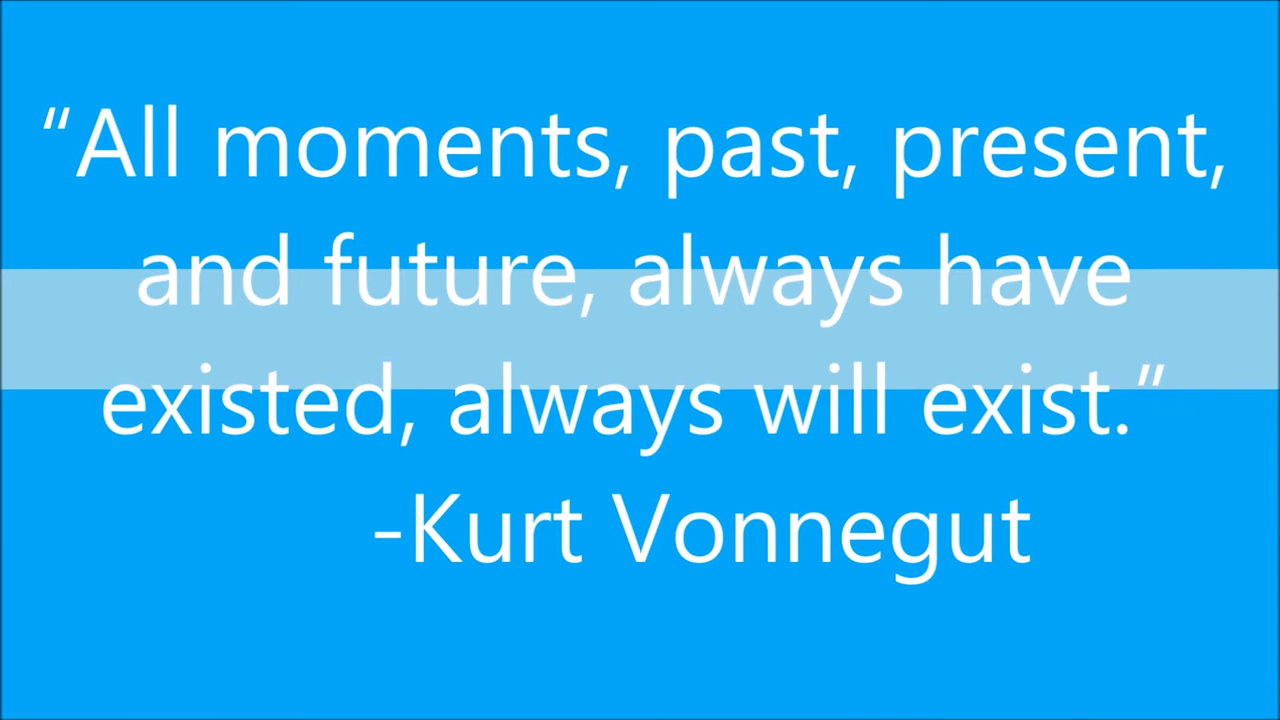 “All moments, past, present,
and future, always have
existed, always will exist.”
-Kurt Vonnegut